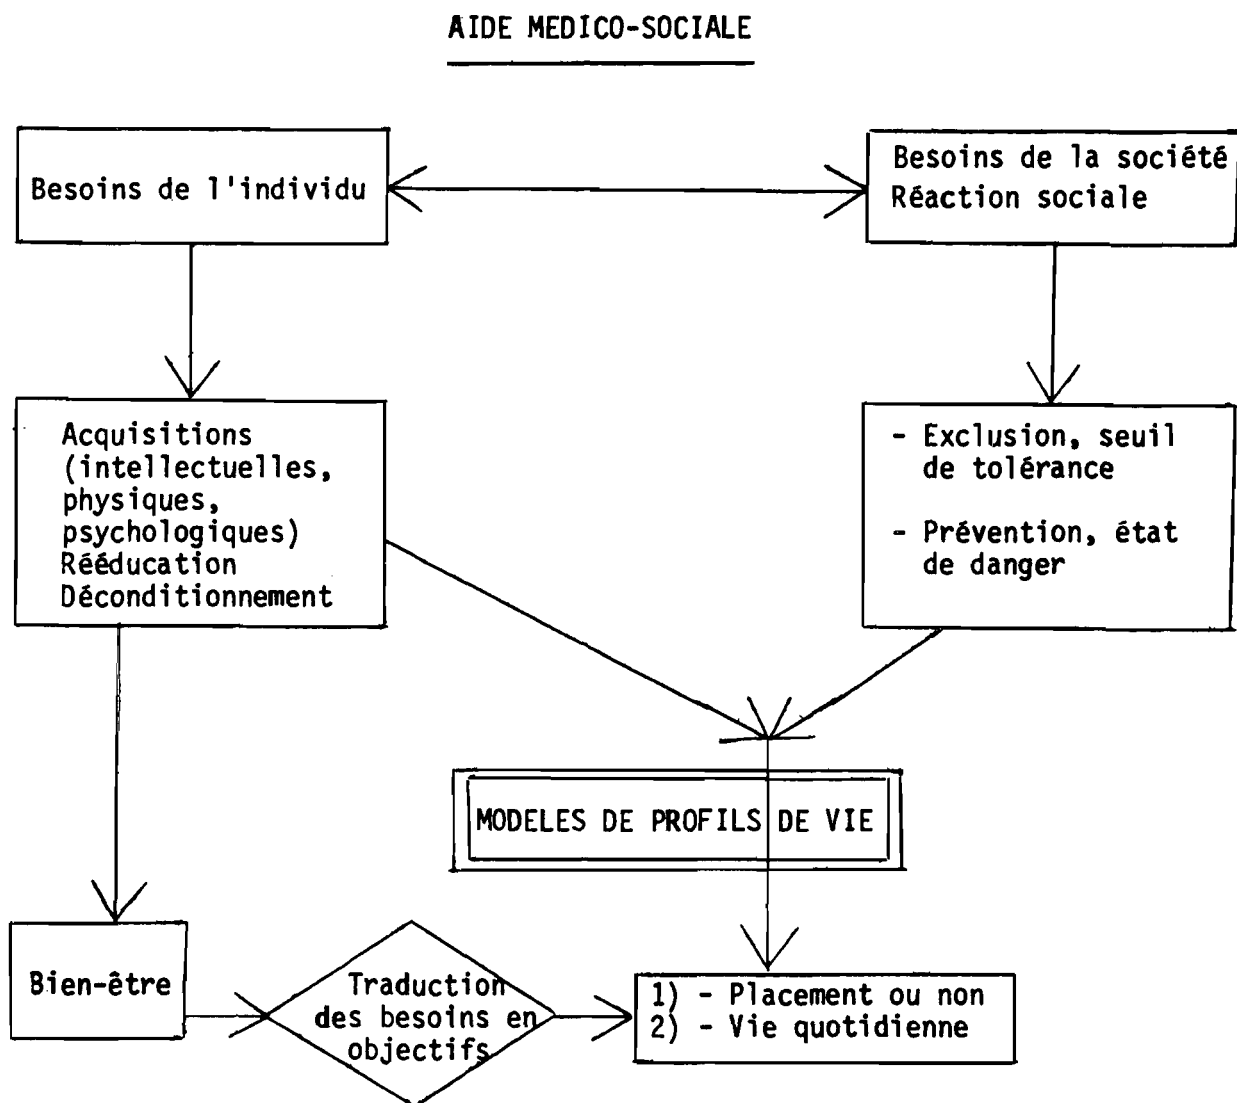 AIDE MEDICO-SOCIALE
Besoins de l'individu
Besoins de la société
Réaction sociale
Acquisitions
(intellectuelles,
physiques,
psychologiques)
Rééducation
Déconditionnement
- Exclusion, seuil
de tolérance
- Prévention, état
de danger
MODELES DE PROFILS DE VIE
Bien-être
Traduction
des besoins en
objectifs
1) - Placement ou non
2) - Vie quotidienne